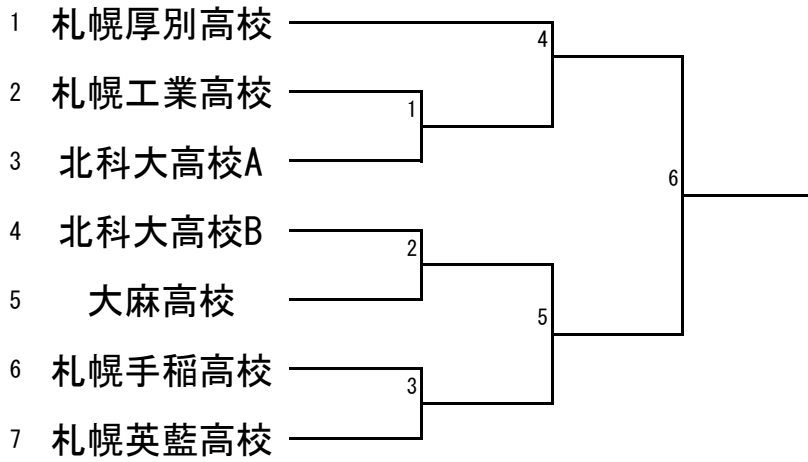 1 札幌厚別高校
4
2 札幌工業高校
1
3 北科大高校A
6
4 北科大高校B
2
5 大麻高校
5
6 札幌手稲高校
3
7 札幌英藍高校